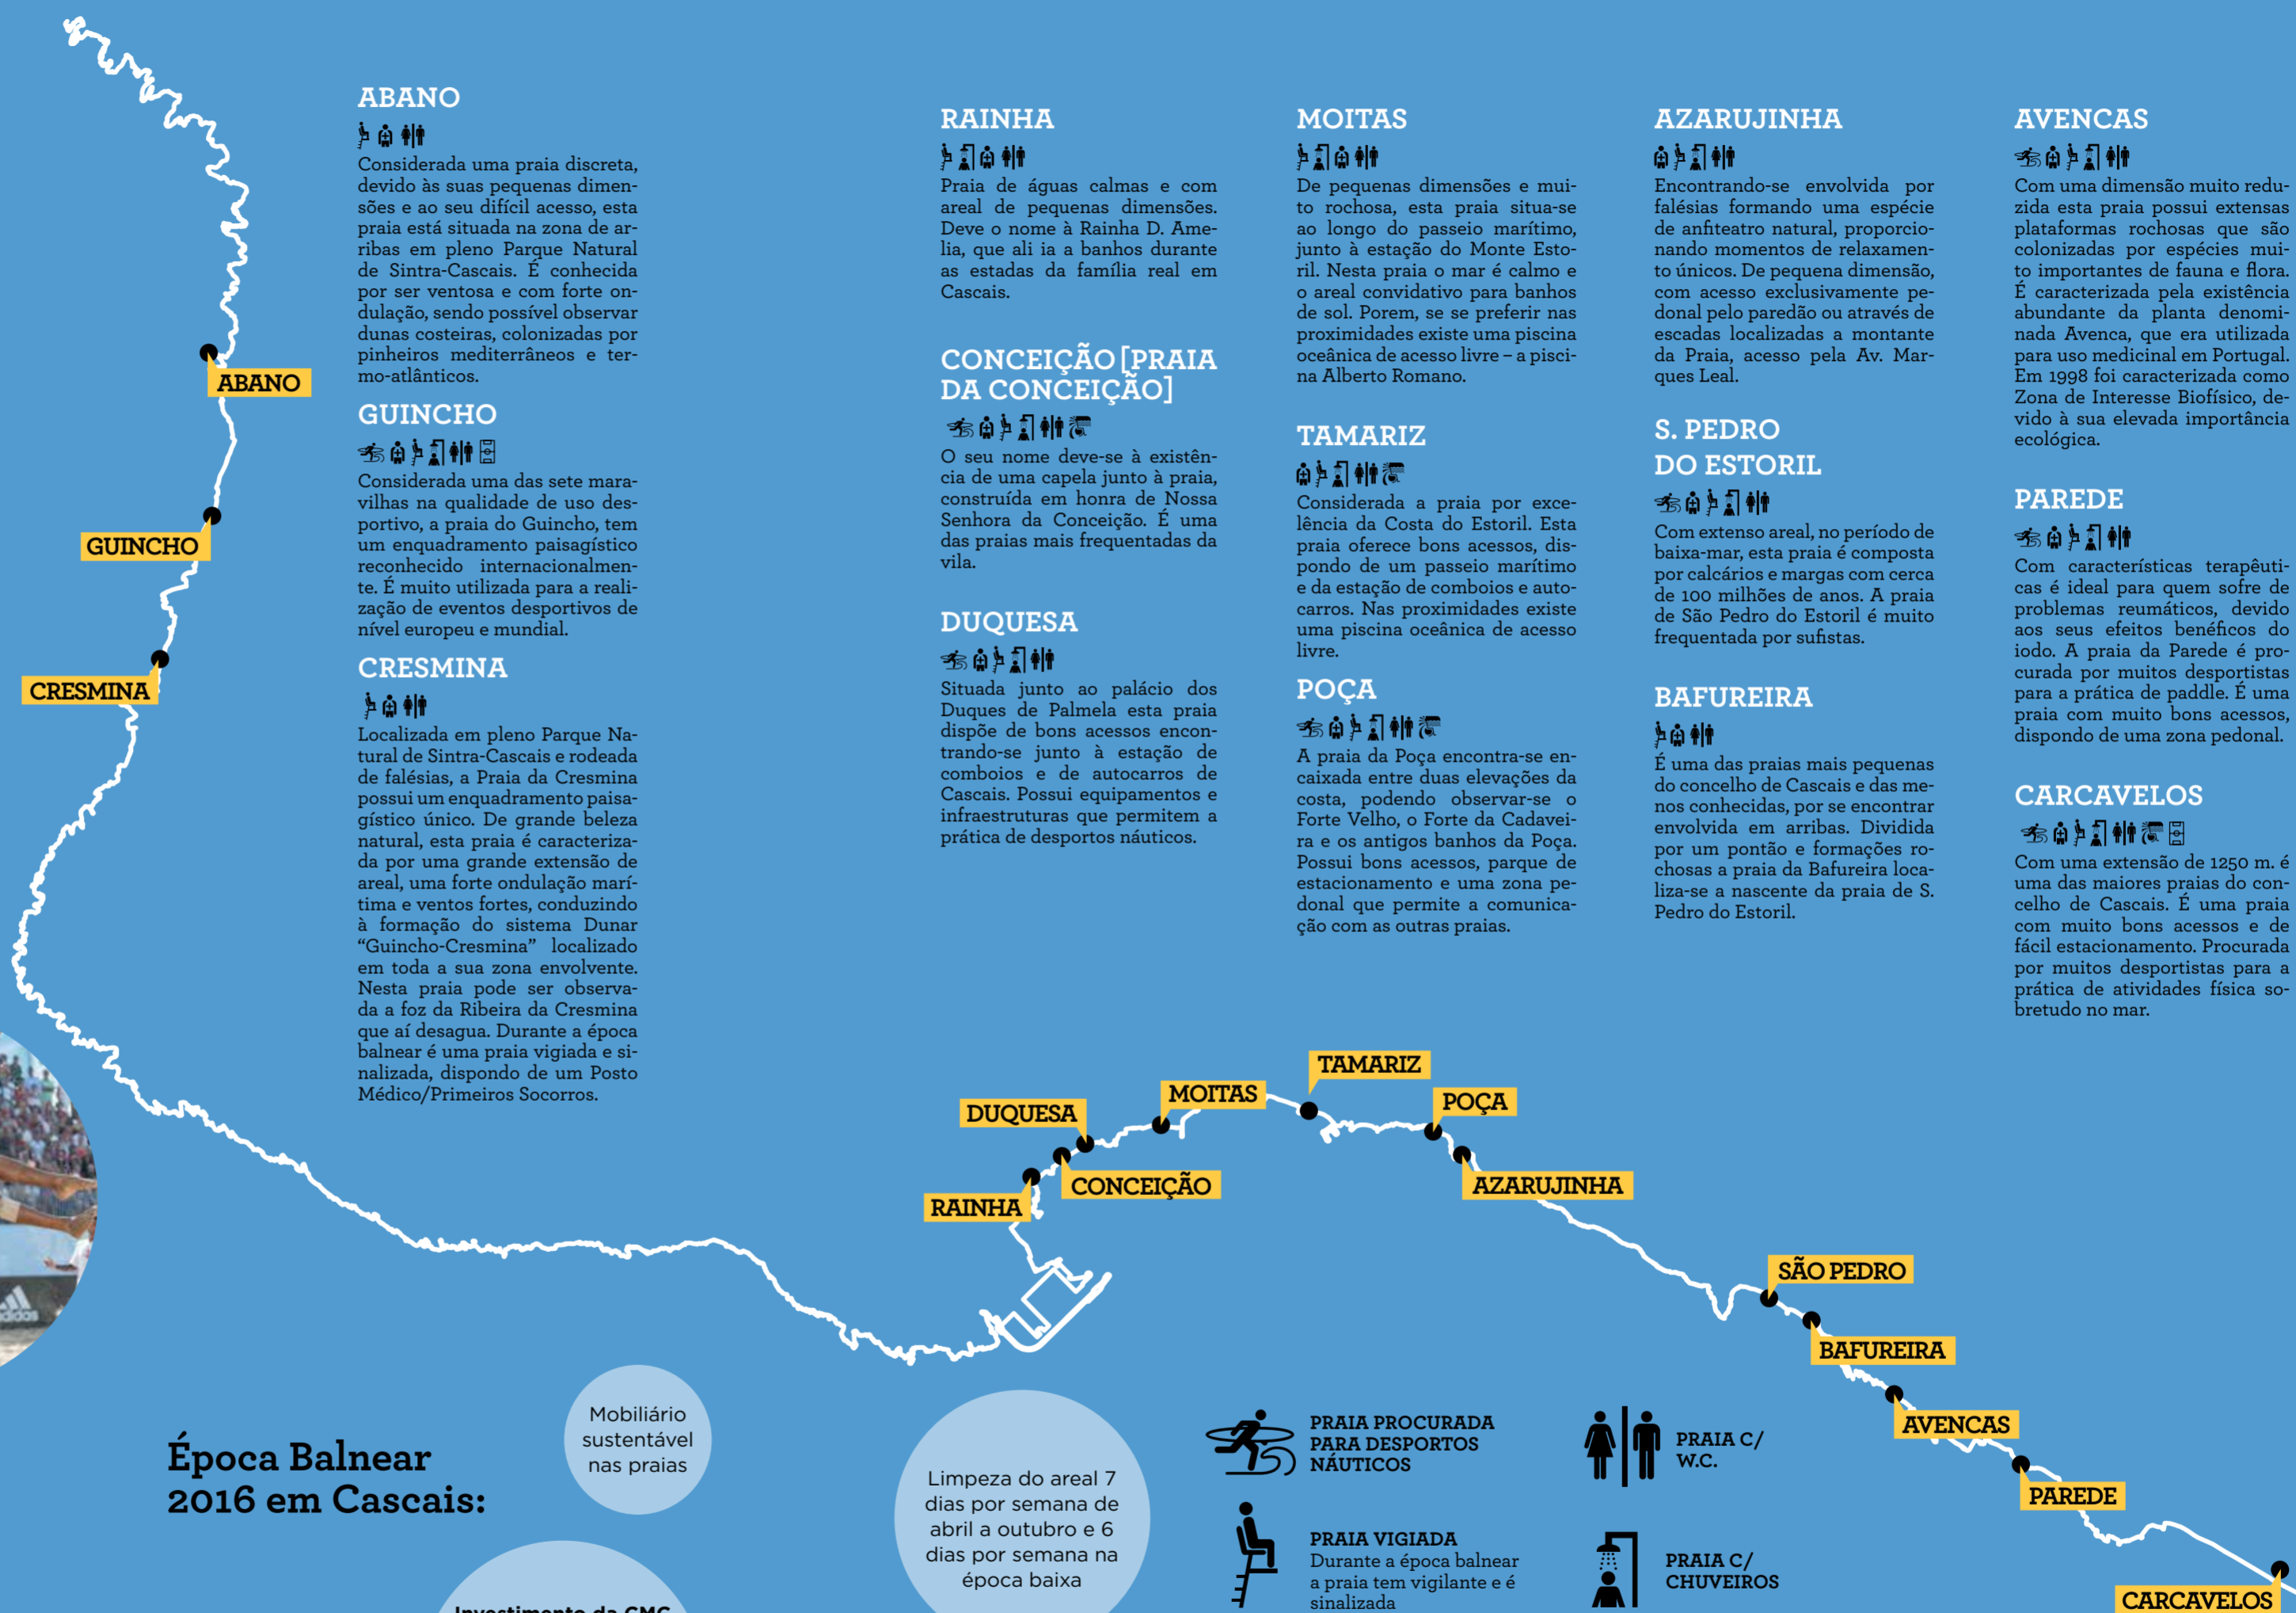 ABANO
Considerada uma praia discreta,
devido às suas pequenas dimen-
sões e ao seu difícil acesso, esta
praia está situada na zona de ar-
ribas em pleno Parque Natural
de Sintra-Cascais. É conhecida
por ser ventosa e com forte on-
dulação, sendo possível observar
dunas costeiras, colonizadas por
pinheiros mediterrâneos e ter-
mo-atlânticos.
GUINCHO
Considerada uma das sete mara-
vilhas na qualidade de uso des-
portivo, a praia do Guincho, tem
um enquadramento paisagístico
reconhecido internacionalmen-
te. É muito utilizada para a reali-
zação de eventos desportivos de
nível europeu e mundial.
CRESMINA
Localizada em pleno Parque Na-
tural de Sintra-Cascais e rodeada
de falésias, a Praia da Cresmina
possui um enquadramento paisa-
gístico único. De grande beleza
natural, esta praia é caracteriza-
da por uma grande extensão de
areal, uma forte ondulação marí-
tima e ventos fortes, conduzindo
à formação do sistema Dunar
“Guincho-Cresmina” localizado
em toda a sua zona envolvente.
Nesta praia pode ser observa-
da a foz da Ribeira da Cresmina
que aí desagua. Durante a época
balnear é uma praia vigiada e si-
nalizada, dispondo de um Posto
Médico/Primeiros Socorros.
RAINHA
Praia de águas calmas e com
areal de pequenas dimensões.
Deve o nome à Rainha D. Ame-
lia, que ali ia a banhos durante
as estadas da família real em
Cascais.
CONCEIÇÃO [PRAIA
DA CONCEIÇÃO]
O seu nome deve-se à existên-
cia de uma capela junto à praia,
construída em honra de Nossa
Senhora da Conceição. É uma
das praias mais frequentadas da
vila.
DUQUESA
Situada junto ao palácio dos
Duques de Palmela esta praia
dispõe de bons acessos encon-
trando-se junto à estação de
comboios e de autocarros de
Cascais. Possui equipamentos e
infraestruturas que permitem a
prática de desportos náuticos.
MOITAS
De pequenas dimensões e mui-
to rochosa, esta praia situa-se
ao longo do passeio marítimo,
junto à estação do Monte Esto-
ril. Nesta praia o mar é calmo e
o areal convidativo para banhos
de sol. Porem, se se preferir nas
proximidades existe uma piscina
oceânica de acesso livre – a pisci-
na Alberto Romano.
TAMARIZ
Considerada a praia por exce-
lência da Costa do Estoril. Esta
praia oferece bons acessos, dis-
pondo de um passeio marítimo
e da estação de comboios e auto-
carros. Nas proximidades existe
uma piscina oceânica de acesso
livre.
POÇA
A praia da Poça encontra-se en-
caixada entre duas elevações da
costa, podendo observar-se o
Forte Velho, o Forte da Cadavei-
ra e os antigos banhos da Poça.
Possui bons acessos, parque de
estacionamento e uma zona pe-
donal que permite a comunica-
ção com as outras praias.
AZARUJINHA
Encontrando-se envolvida por
falésias formando uma espécie
de anfiteatro natural, proporcio-
nando momentos de relaxamen-
to únicos. De pequena dimensão,
com acesso exclusivamente pe-
donal pelo paredão ou através de
escadas localizadas a montante
da Praia, acesso pela Av. Mar-
ques Leal.
S. PEDRO
DO ESTORIL
Com extenso areal, no período de
baixa-mar, esta praia é composta
por calcários e margas com cerca
de 100 milhões de anos. A praia
de São Pedro do Estoril é muito
frequentada por sufistas.
BAFUREIRA
É uma das praias mais pequenas
do concelho de Cascais e das me-
nos conhecidas, por se encontrar
envolvida em arribas. Dividida
por um pontão e formações ro-
chosas a praia da Bafureira loca-
liza-se a nascente da praia de S.
Pedro do Estoril.
AVENCAS
Com uma dimensão muito redu-
zida esta praia possui extensas
plataformas rochosas que são
colonizadas por espécies mui-
to importantes de fauna e flora.
É caracterizada pela existência
abundante da planta denomi-
nada Avenca, que era utilizada
para uso medicinal em Portugal.
Em 1998 foi caracterizada como
Zona de Interesse Biofísico, de-
vido à sua elevada importância
ecológica.
PAREDE
Com características terapêuti-
cas é ideal para quem sofre de
problemas reumáticos, devido
aos seus efeitos benéficos do
iodo. A praia da Parede é pro-
curada por muitos desportistas
para a prática de paddle. É uma
praia com muito bons acessos,
dispondo de uma zona pedonal.
CARCAVELOS
Com uma extensão de 1250 m. é
uma das maiores praias do con-
celho de Cascais. É uma praia
com muito bons acessos e de
fácil estacionamento. Procurada
por muitos desportistas para a
prática de atividades física so-
bretudo no mar.
ABANO
GUINCHO
CRESMINA
RAINHA
CONCEIÇÃO
DUQUESA
MOITAS
TAMARIZ
POÇA
AZARUJINHA
SÃO PEDRO
BAFUREIRA
AVENCAS
PAREDE
CARCAVELOS
adidas
Época Balnear
2016 em Cascais:
Mobiliário
sustentável
nas praias
Investimento da CMC
Limpeza do areal 7
dias por semana de
abril a outubro e 6
dias por semana na
época baixa
PRAIA PROCURADA
PARA DESPORTOS
NÁUTICOS
PRAIA VIGIADA
Durante a época balnear
a praia tem vigilante e é
sinalizada
PRAIA C/
W.C.
PRAIA C/
CHUVEIROS